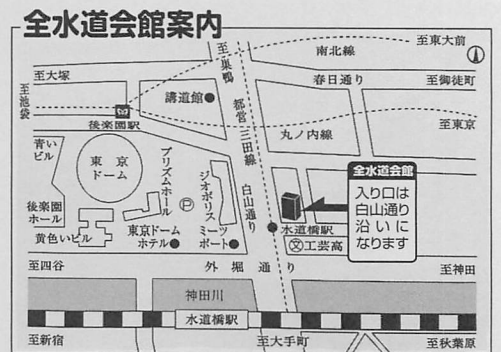 全水道会館案内
至東大前
南北線
至巣鴨
至大塚
春日通り
至御徒町
至池袋
講道館
都営三田線
後楽園駅
至東京
丸ノ内線
青いビル
東京ドーム
プリズムホール
ジオポリス
白山通り
全水道会館
入り口は
白山通り
沿いに
なります
後楽園ホール
P
黄色いビル
東京ドームホテル
ミーツポート
水道橋駅
文工芸高
至四谷
外堀通り
至神田
神田川
水道橋駅
至新宿
至大手町
至秋葉原